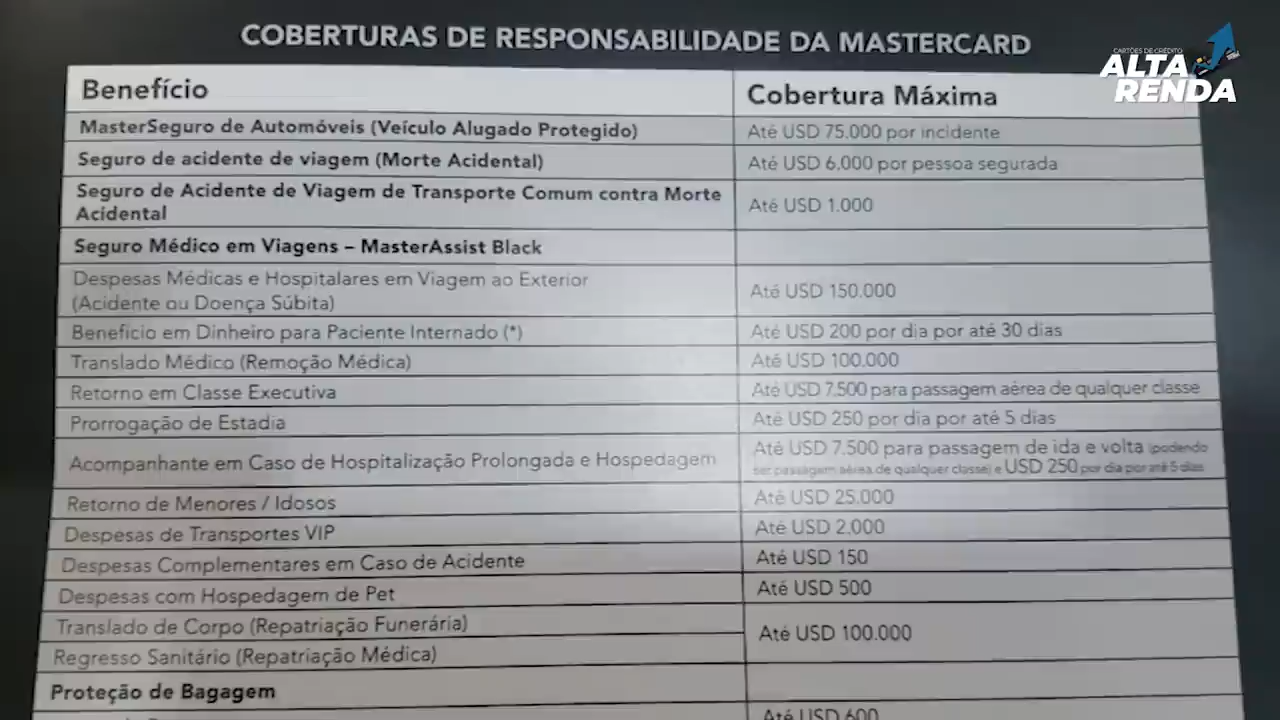 COBERTURAS DE RESPONSABILIDADE DA MASTERCARD
CARTÕES DE CRÉDITO
ALTA
RENDA
Benefício
Cobertura Máxima
MasterSeguro de Automóveis (Veículo Alugado Protegido)
Até USD 75.000 por incidente
Seguro de acidente de viagem (Morte Acidental)
Até USD 6.000 por pessoa segurada
Seguro de Acidente de Viagem de Transporte Comum contra Morte
Acidental
Até USD 1.000
Seguro Médico em Viagens – MasterAssist Black
Despesas Médicas e Hospitalares em Viagem ao Exterior
(Acidente ou Doença Súbita)
Até USD 150.000
Beneficio em Dinheiro para Paciente Internado (*)
Até USD 200 por dia por até 30 dias
Translado Médico (Remoção Médica)
Até USD 100.000
Retorno em Classe Executiva
Até USD 7.500 para passagem aérea de qualquer classe
Prorrogação de Estadia
Até USD 250 por dia por até 5 dias
Acompanhante em Caso de Hospitalização Prolongada e Hospedagem
Até USD 7.500 para passagem de ida e volta (podendo
ser passagem aérea de qualquer classe) e USD 250 por dia por até 5 dias
Retorno de Menores / Idosos
Até USD 25.000
Despesas de Transportes VIP
Até USD 2.000
Despesas Complementares em Caso de Acidente
Até USD 150
Despesas com Hospedagem de Pet
Até USD 500
Translado de Corpo (Repatriação Funerária)
Até USD 100.000
Regresso Sanitário (Repatriação Médica)
Proteção de Bagagem
Até USD 600